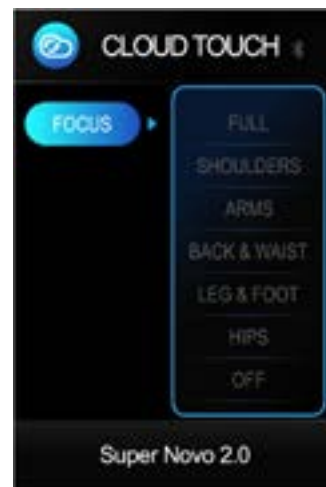 CLOUD TOUCH
FOCUS
FULL
SHOULDERS
ARMS
BACK & WAIST
LEG & FOOT
HIPS
OFF
Super Novo 2.0